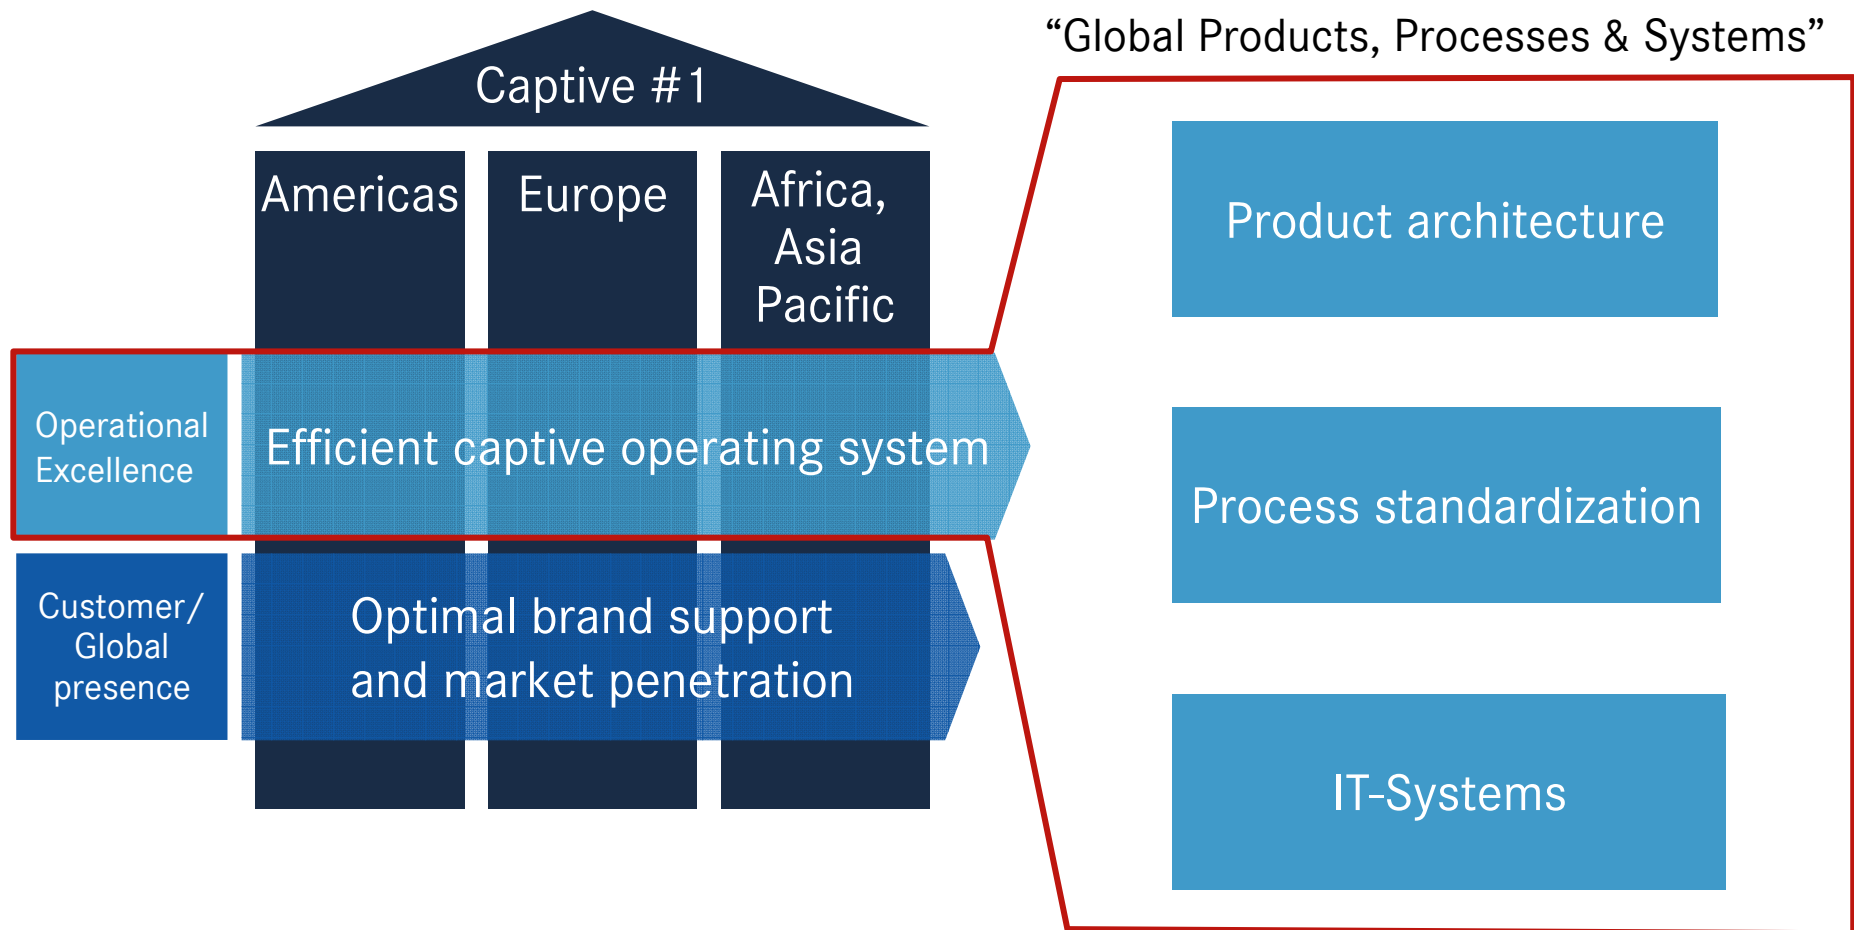 “Global Products, Processes & Systems”
Captive #1
Americas
Europe
Africa,
Asia
Pacific
Operational
Excellence
Efficient captive operating system
Customer/
Global
presence
Optimal brand support
and market penetration
Product architecture
Process standardization
IT-Systems